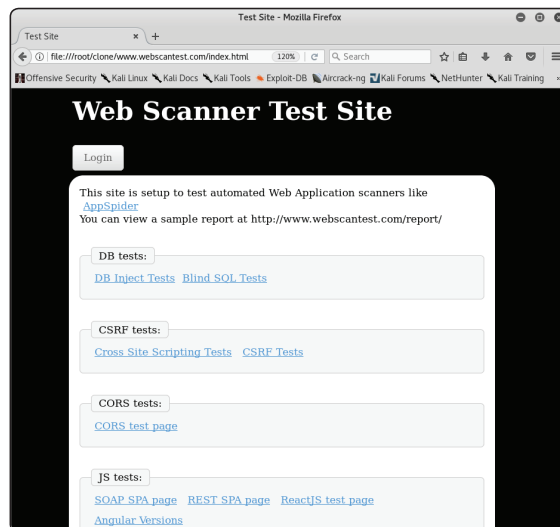 Test Site - Mozilla Firefox
Test Site
file:///root/clone/www.webscantest.com/index.html 120% Search
Offensive Security Kali Linux Kali Docs Kali Tools Exploit-DB Aircrack-ng Kali Forums NetHunter Kali Training »
Web Scanner Test Site
Login
This site is setup to test automated Web Application scanners like
AppSpider
You can view a sample report at http://www.webscantest.com/report/
DB tests:
DB Inject Tests Blind SQL Tests
CSRF tests:
Cross Site Scripting Tests CSRF Tests
CORS tests:
CORS test page
JS tests:
SOAP SPA page REST SPA page ReactJS test page
Angular Versions